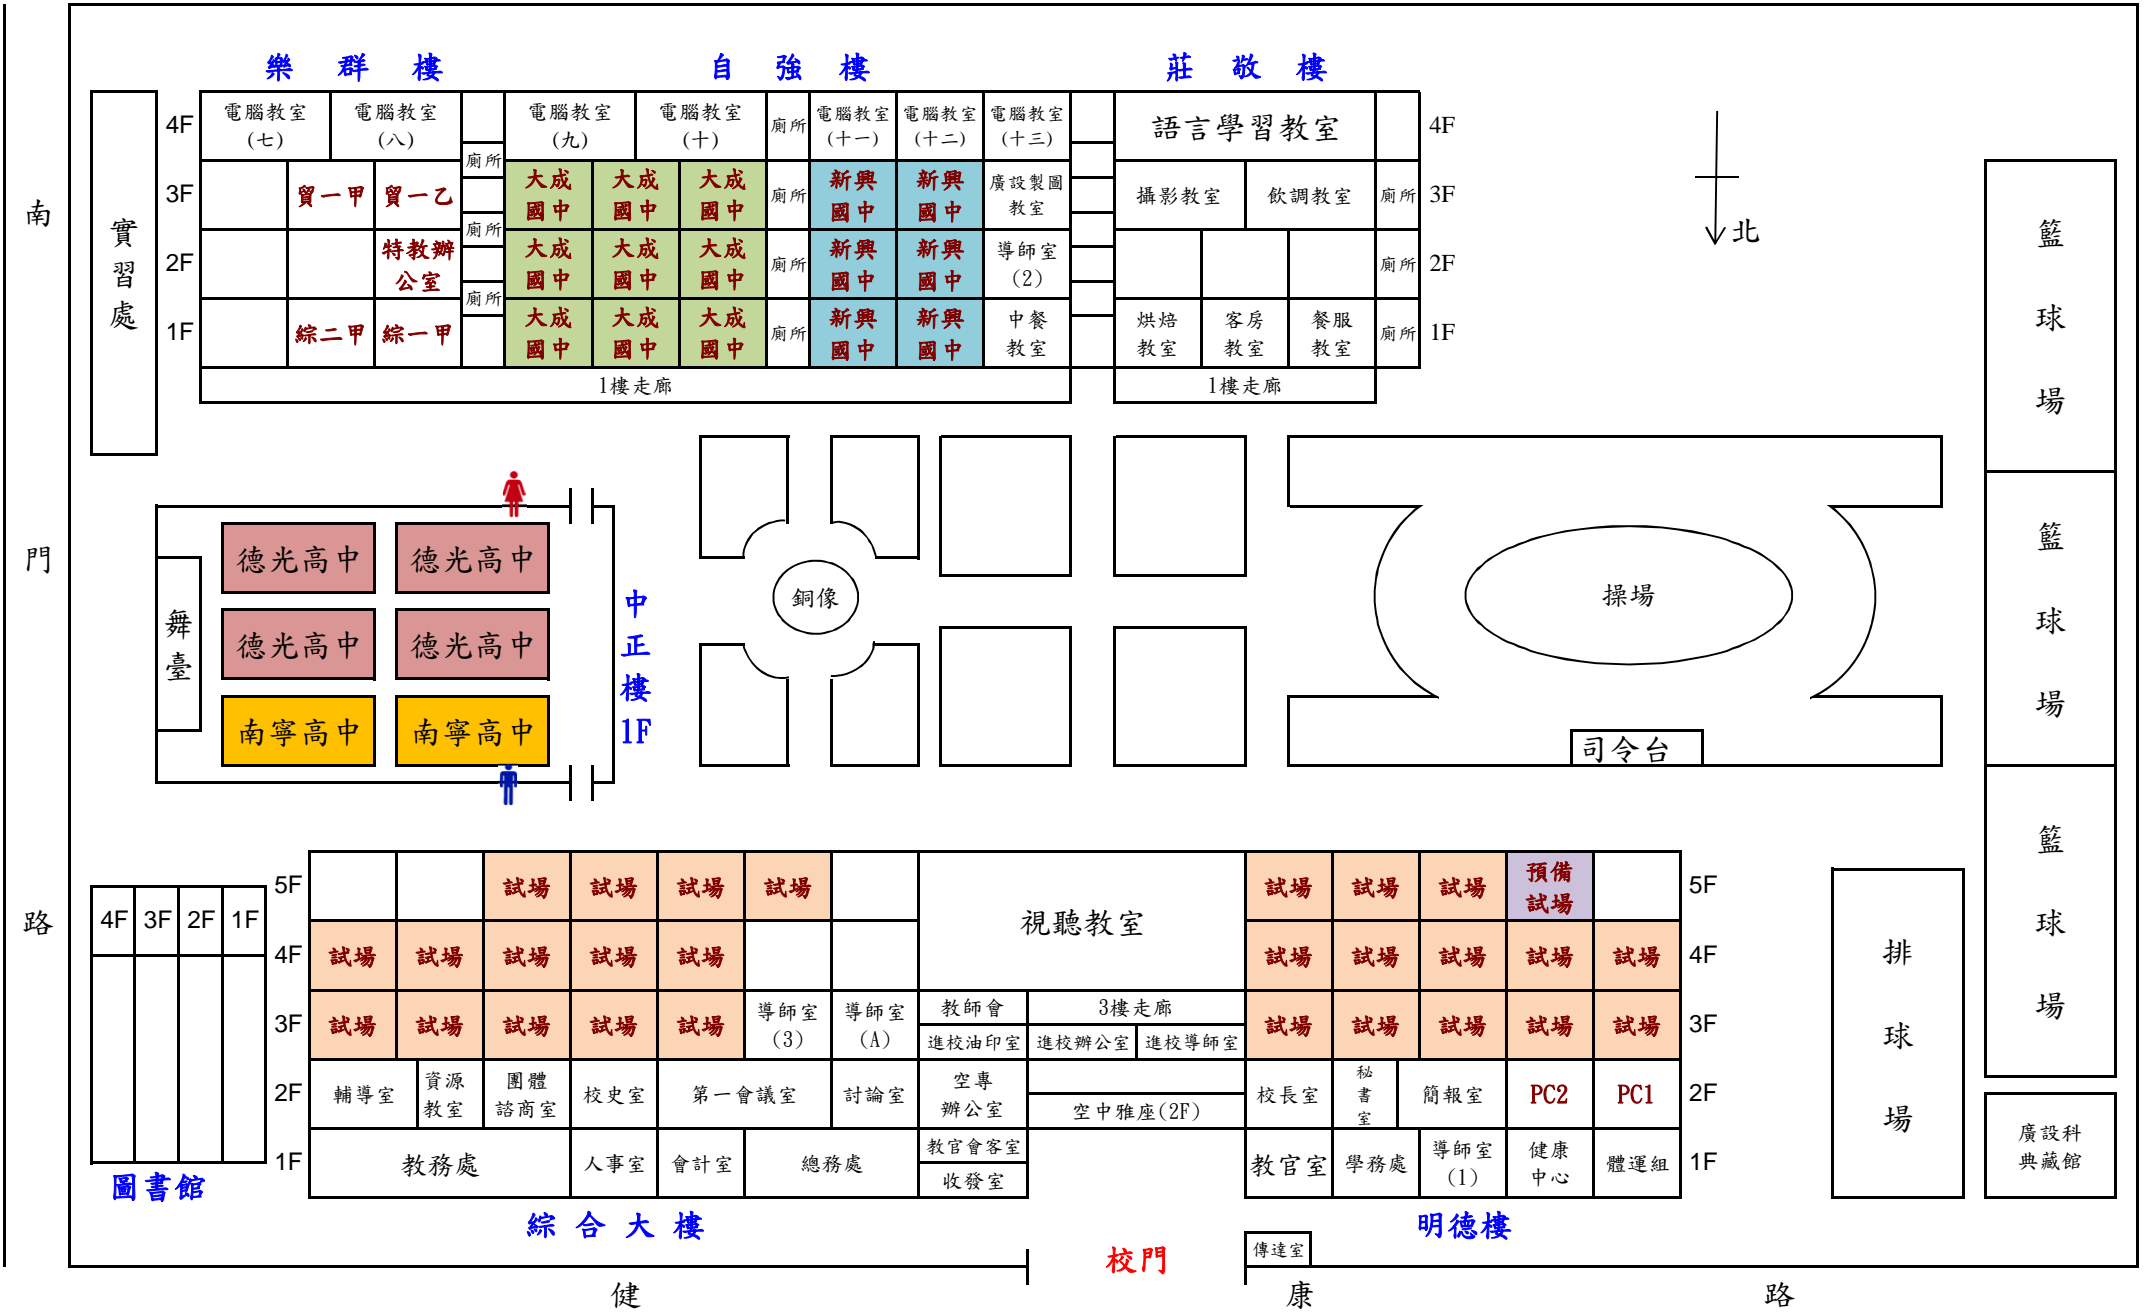 樂群樓
自強樓
莊敬樓
實習處
4F
電腦教室
(七)
電腦教室
(八)
電腦教室
(九)
電腦教室
(十)
廁所
電腦教室
(十一)
電腦教室
(十二)
電腦教室
(十三)
語言學習教室
4F
廁所
3F
貿一甲
貿一乙
大成
國中
大成
國中
大成
國中
廁所
新興
國中
新興
國中
廣設製圖
教室
攝影教室
飲調教室
廁所
3F
廁所
2F
特教辦
公室
大成
國中
大成
國中
大成
國中
廁所
新興
國中
新興
國中
導師室
(2)
廁所
2F
廁所
1F
綜二甲
綜一甲
大成
國中
大成
國中
大成
國中
廁所
新興
國中
新興
國中
中餐
教室
烘焙
教室
客房
教室
餐服
教室
廁所
1F
1樓走廊
1樓走廊
北
南
門
路
籃球場
籃球場
籃球場
舞臺
德光高中
德光高中
德光高中
德光高中
南寧高中
南寧高中
中正樓1F
銅像
操場
司令台
4F
3F
2F
1F
圖書館
5F
試場
試場
試場
試場
視聽教室
試場
試場
試場
預備
試場
5F
4F
試場
試場
試場
試場
試場
試場
試場
試場
試場
試場
4F
3F
試場
試場
試場
試場
試場
導師室
(3)
導師室
(A)
教師會
3樓走廊
進校油印室
進校辦公室
進校導師室
試場
試場
試場
試場
試場
3F
2F
輔導室
資源
教室
團體
諮商室
校史室
第一會議室
討論室
空專
辦公室
空中雅座(2F)
校長室
秘書室
簡報室
PC2
PC1
2F
1F
教務處
人事室
會計室
總務處
教官會客室
收發室
教官室
學務處
導師室
(1)
健康
中心
體運組
1F
排球場
廣設科
典藏館
綜合大樓
明德樓
校門
傳達室
健
康
路